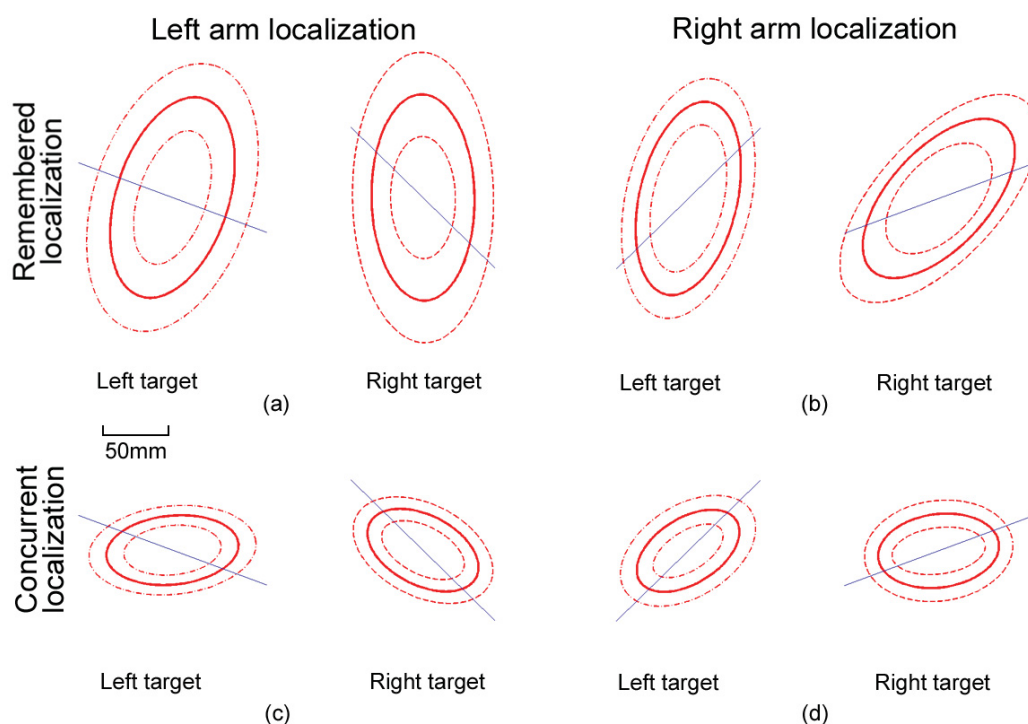 Left arm localization
Right arm localization
Remembered
localization
Left target
Right target
Left target
Right target
(a)
(b)
50mm
Concurrent
localization
Left target
Right target
Left target
Right target
(c)
(d)